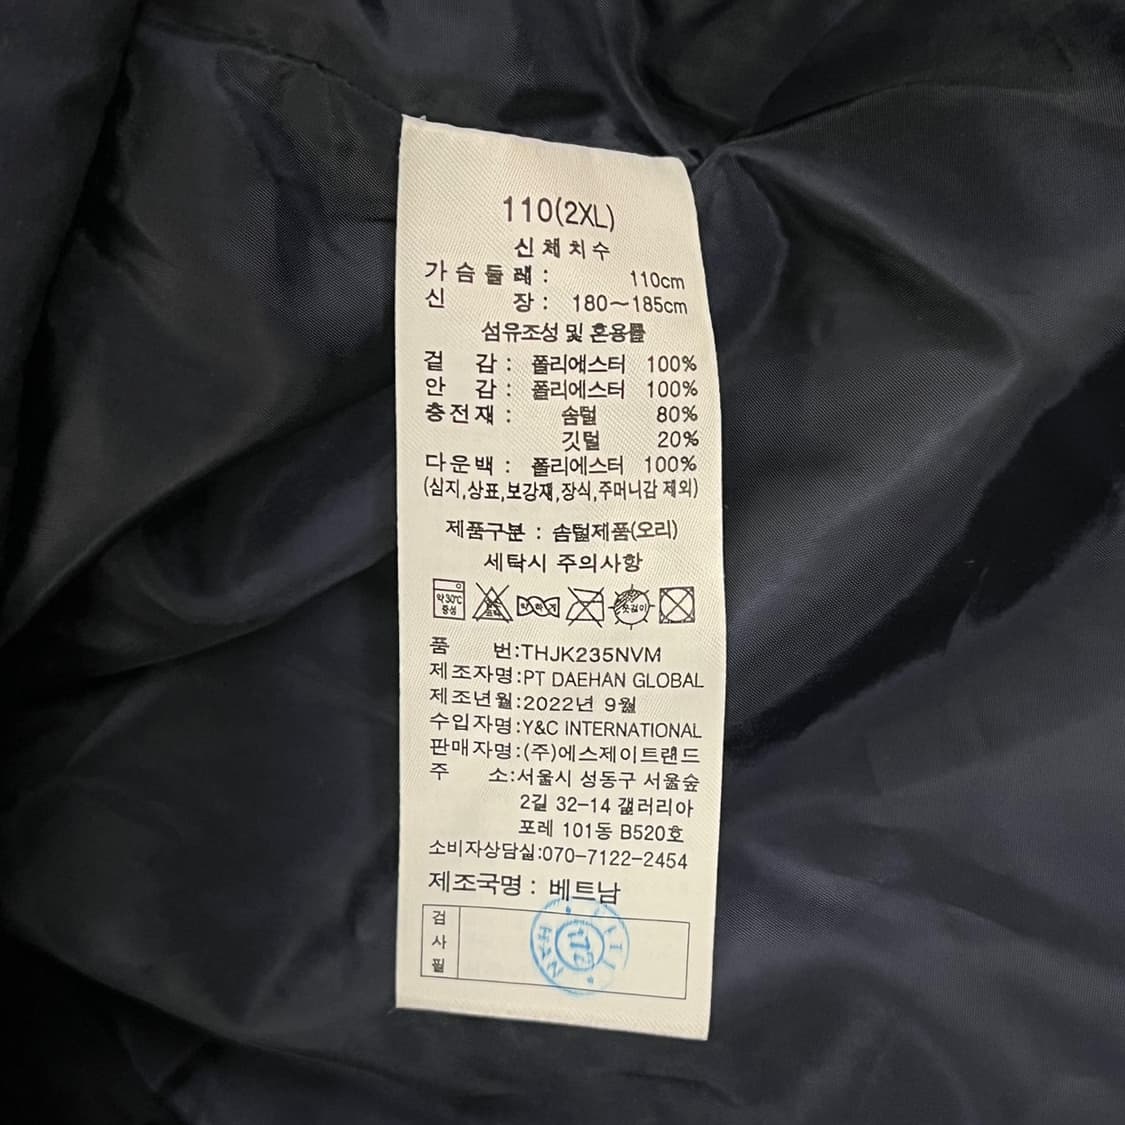 110(2XL)
신체치수
가슴둘레 : 110cm
신 장 : 180~185cm
섬유조성 및 혼용률
겉 감 : 폴리에스터 100%
안 감 : 폴리에스터 100%
충전재 : 솜털 80%
깃털 20%
다운백 : 폴리에스터 100%
(심지,상표,보강재,장식,주머니감 제외)
제품구분 : 솜털제품(오리)
세탁시 주의사항
약30℃ 중성 약하게 옷걸이
품 번:THJK235NVM
제조자명:PT DAEHAN GLOBAL
제조년월:2022년 9월
수입자명:Y&C INTERNATIONAL
판매자명:(주)에스제이트랜드
주 소:서울시 성동구 서울숲
2길 32-14 갤러리아
포레 101동 B520호
소비자상담실:070-7122-2454
제조국명 : 베트남
검
사
필